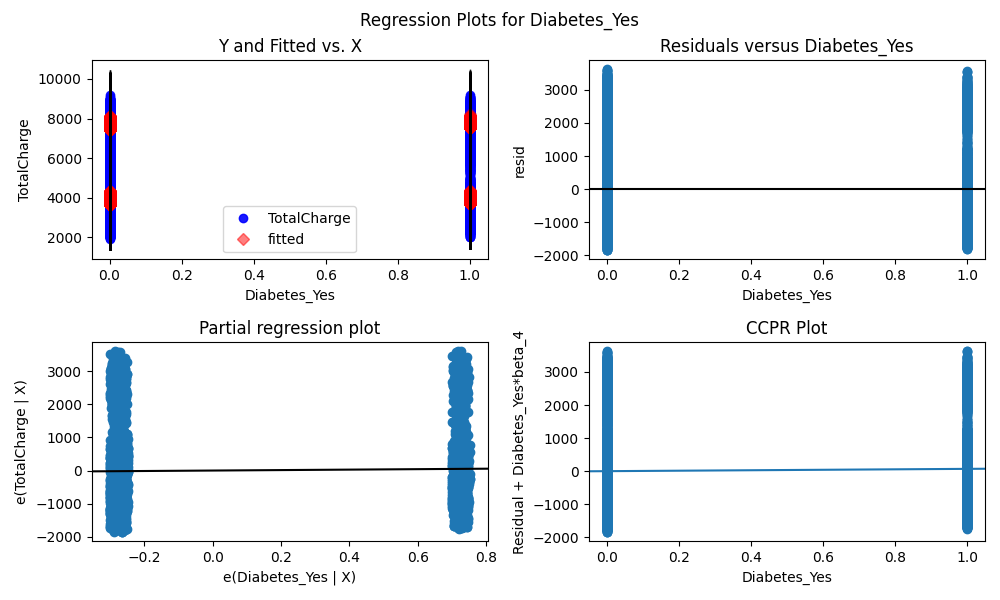 Regression Plots for Diabetes_Yes
Y and Fitted vs. X
TotalCharge
10000
8000
6000
4000
2000
TotalCharge
fitted
0.0 0.2 0.4 0.6 0.8 1.0
Diabetes_Yes
Residuals versus Diabetes_Yes
resid
3000
2000
1000
0
−1000
−2000
0.0 0.2 0.4 0.6 0.8 1.0
Diabetes_Yes
Partial regression plot
e(TotalCharge | X)
3000
2000
1000
0
−1000
−2000
−0.2 0.0 0.2 0.4 0.6 0.8
e(Diabetes_Yes | X)
CCPR Plot
Residual + Diabetes_Yes*beta_4
3000
2000
1000
0
−1000
−2000
0.0 0.2 0.4 0.6 0.8 1.0
Diabetes_Yes